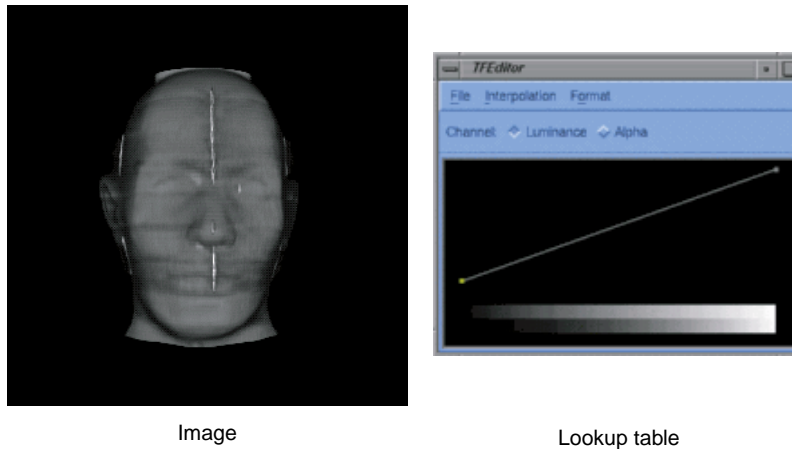 TFEditor
File Interpolation Format
Channel: Luminance Alpha
Image
Lookup table